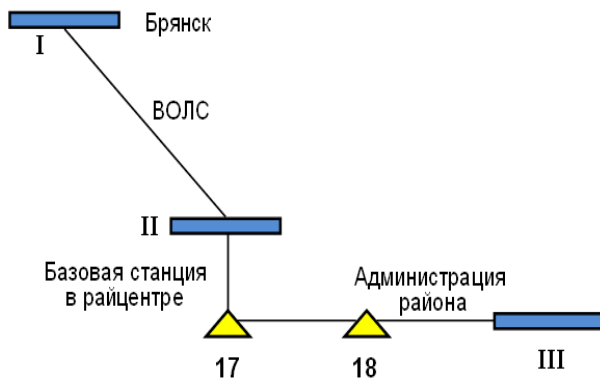 Брянск
I
ВОЛС
II
Базовая станция
в райцентре
Администрация
района
17
18
III